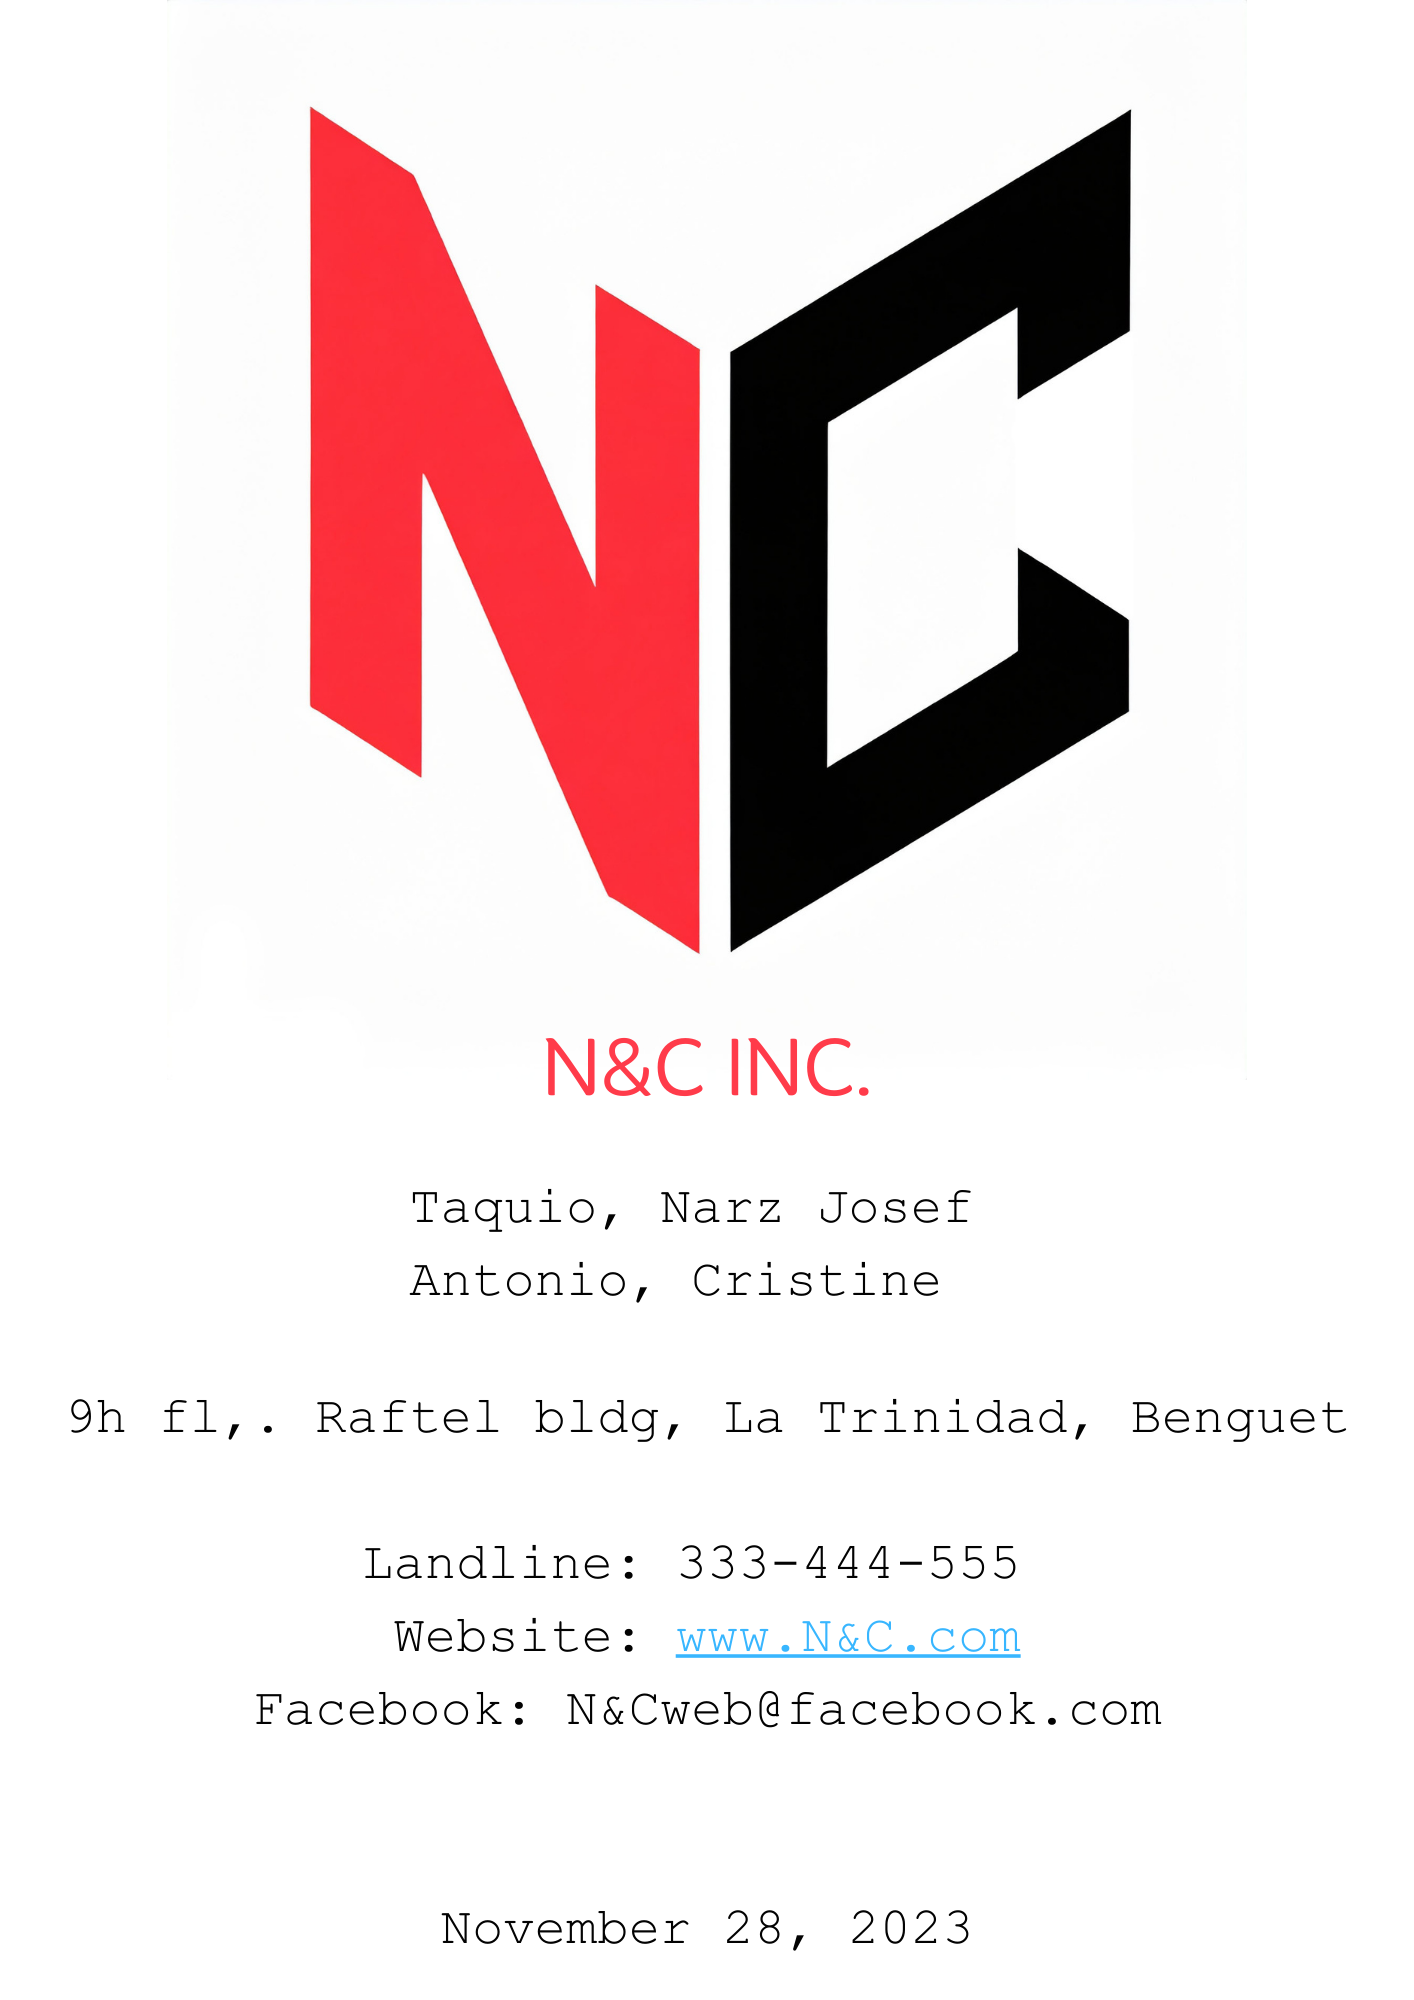 NC
N&C INC.
Taquio, Narz Josef
Antonio, Cristine
9h fl,. Raftel bldg, La Trinidad, Benguet
Landline: 333-444-555
Website: www.N&C.com
Facebook: N&Cweb@facebook.com
November 28, 2023